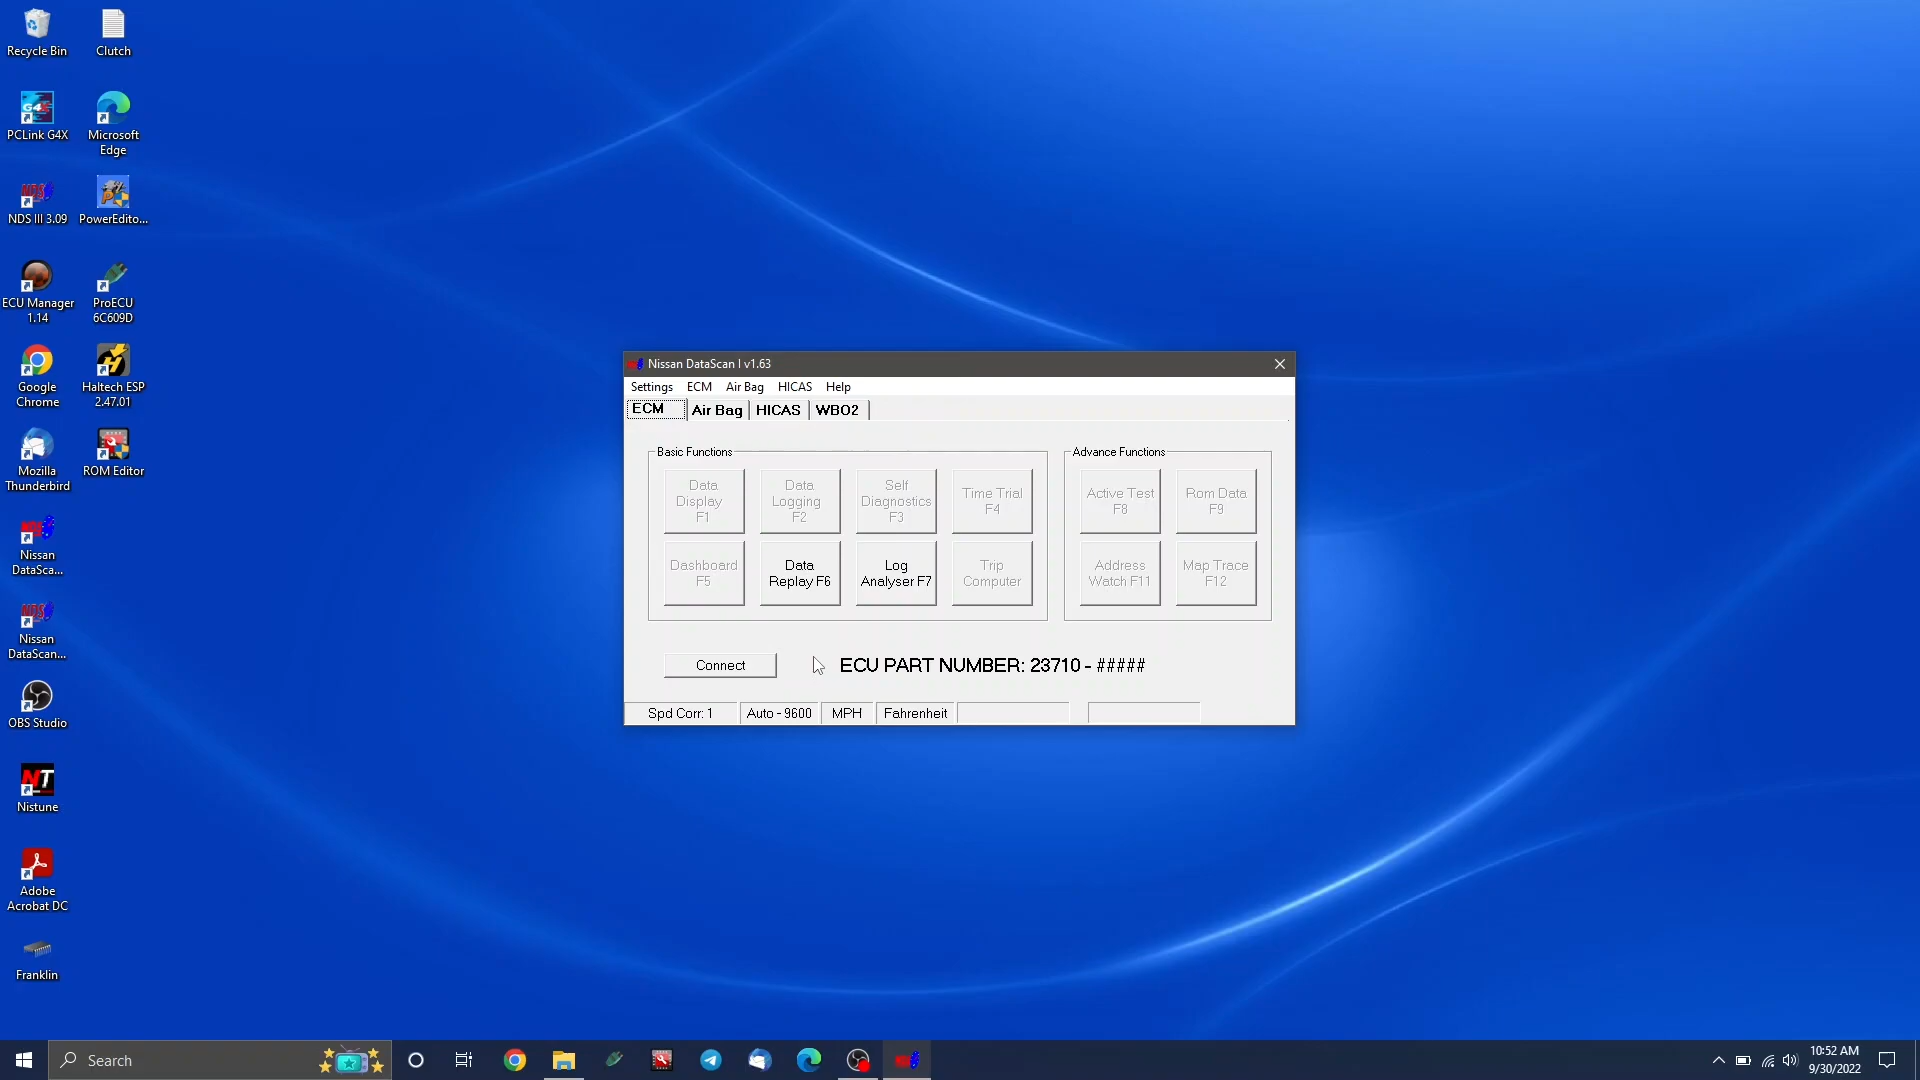 Recycle Bin
Clutch
PCLink G4X
Microsoft
Edge
NDS III 3.09
PowerEdito...
ECU Manager
1.14
ProECU
6C609D
Google
Chrome
Haltech ESP
2.47.01
Mozilla
Thunderbird
ROM Editor
Nissan
DataSca...
Nissan
DataScan...
OBS Studio
Nistune
Adobe
Acrobat DC
Franklin
Nissan DataScan I v1.63
Settings ECM Air Bag HICAS Help
ECM Air Bag HICAS WBO2
Basic Functions
Advance Functions
Data
Display
F1
Data
Logging
F2
Self
Diagnostics
F3
Time Trial
F4
Active Test
F8
Rom Data
F9
Dashboard
F5
Data
Replay F6
Log
Analyser F7
Trip
Computer
Address
Watch F11
Map Trace
F12
Connect
ECU PART NUMBER: 23710 - #####
Spd Corr: 1 Auto - 9600 MPH Fahrenheit
Search
10:52 AM
9/30/2022